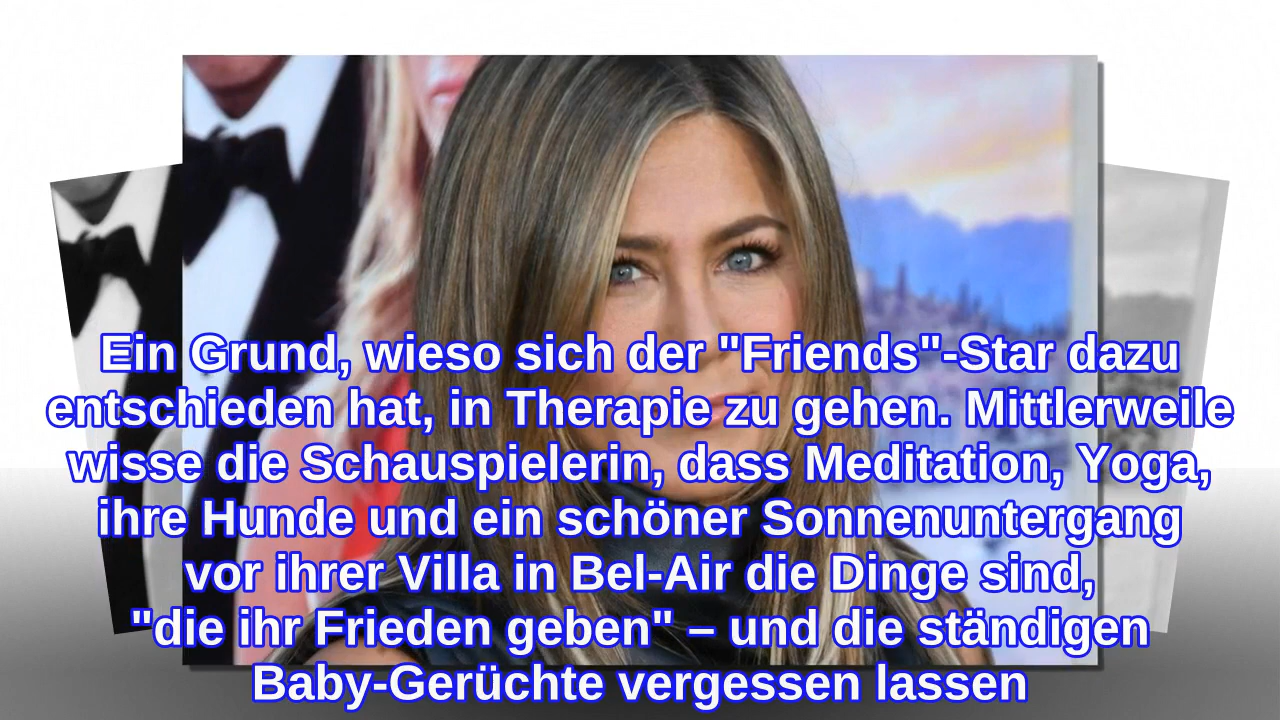 Ein Grund, wieso sich der "Friends"-Star dazu
entschieden hat, in Therapie zu gehen. Mittlerweile
wisse die Schauspielerin, dass Meditation, Yoga,
ihre Hunde und ein schöner Sonnenuntergang
vor ihrer Villa in Bel-Air die Dinge sind,
"die ihr Frieden geben" – und die ständigen
Baby-Gerüchte vergessen lassen